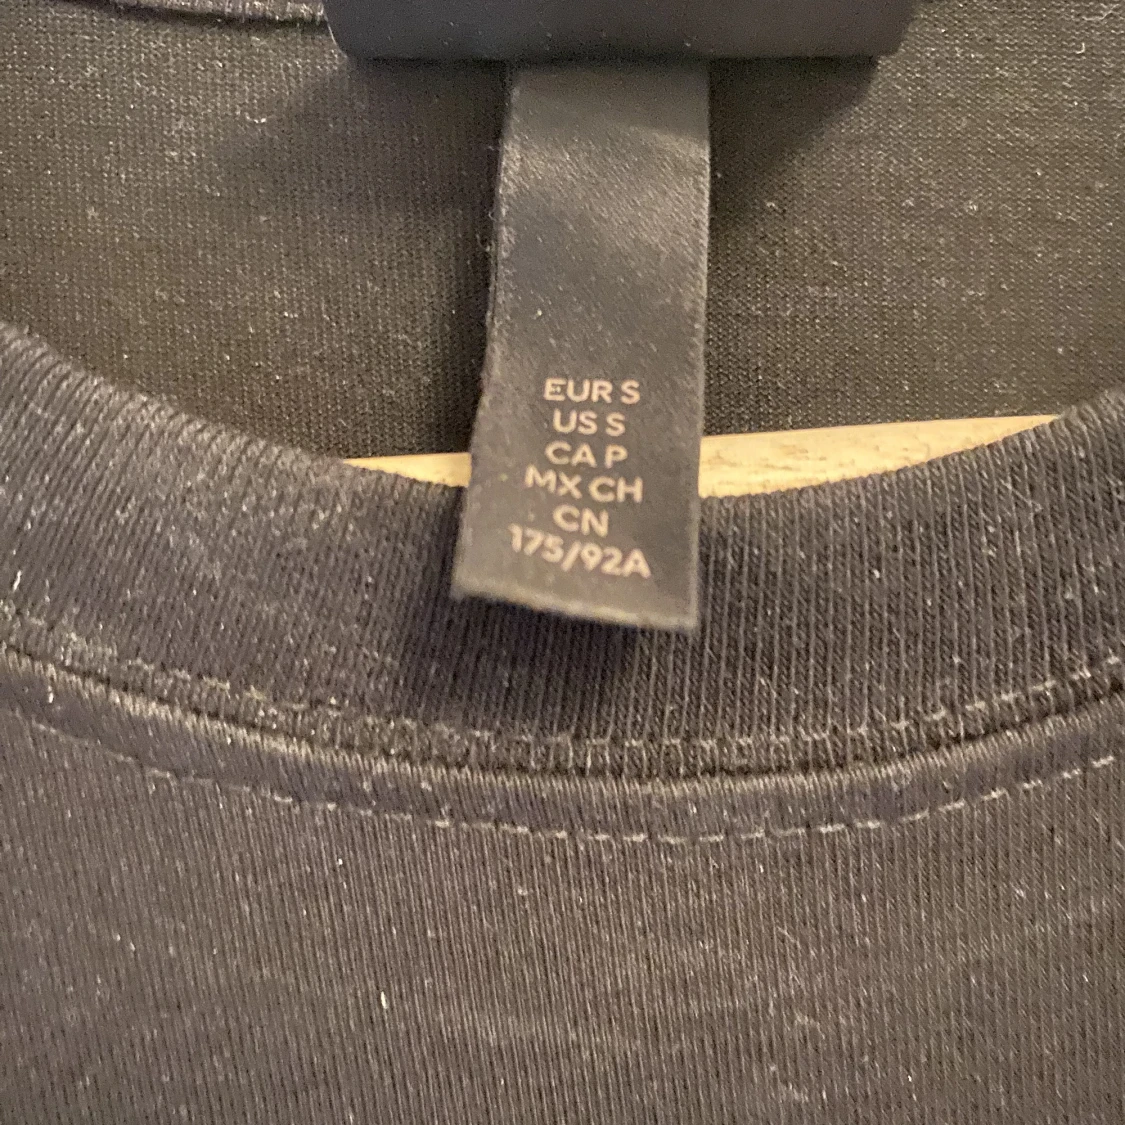 EUR S
US S
CA P
MX CH
CN
175/92A